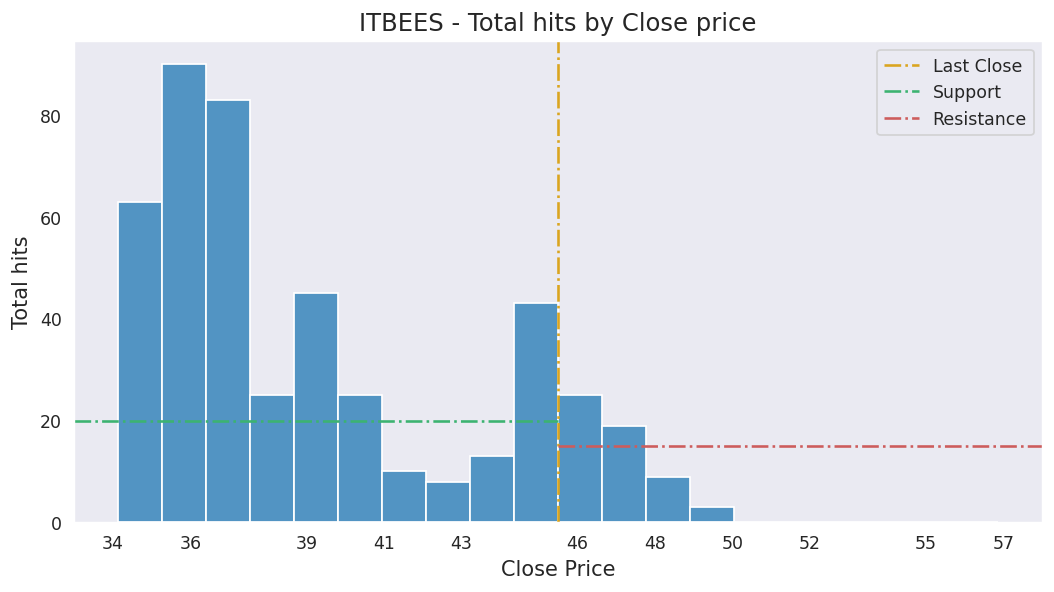 ITBEES - Total hits by Close price
Last Close
Support
Resistance
Total hits
80
60
40
20
0
34 36 39 41 43 46 48 50 52 55 57
Close Price